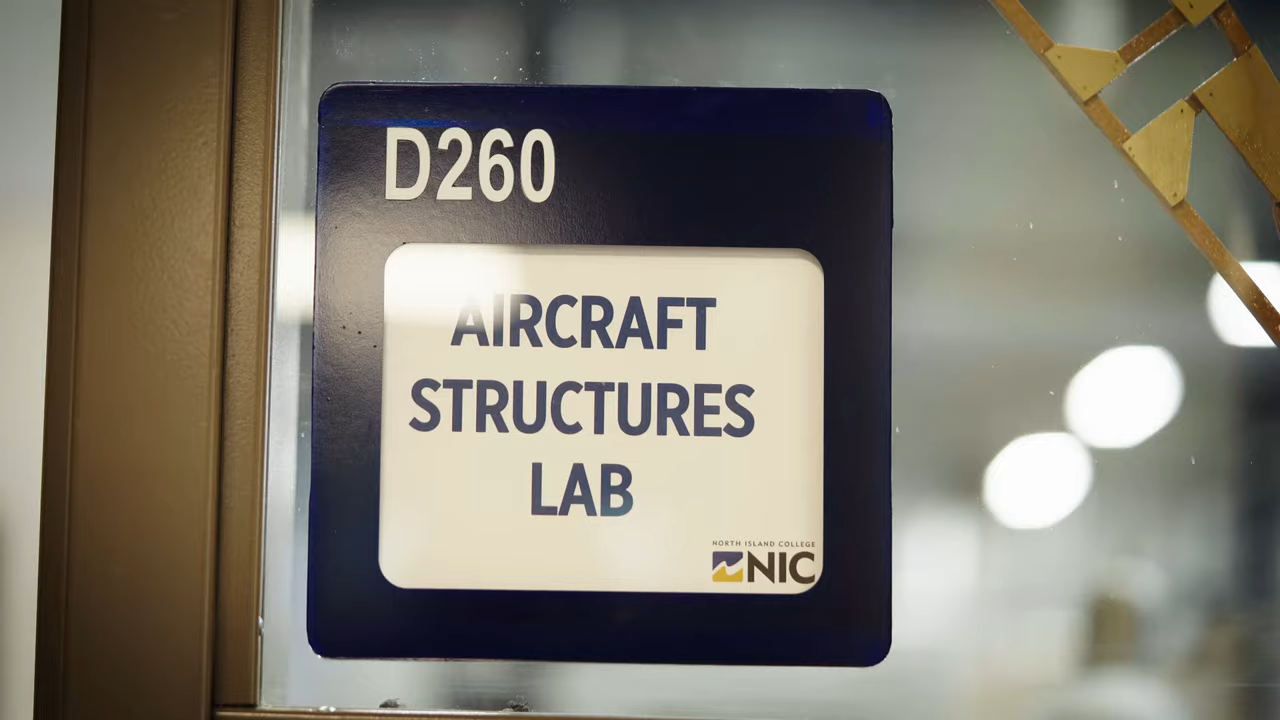 D260
AIRCRAFT
STRUCTURES
LAB
NORTH ISLAND COLLEGE
NIC